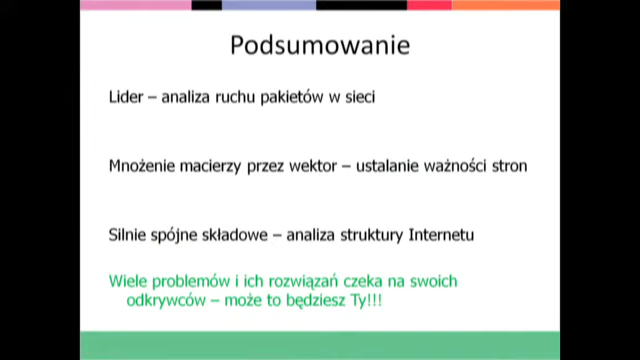 Podsumowanie
Lider – analiza ruchu pakietów w sieci
Mnożenie macierzy przez wektor – ustalanie ważności stron
Silnie spójne składowe – analiza struktury Internetu
Wiele problemów i ich rozwiązań czeka na swoich
odkrywców – może to będziesz Ty!!!